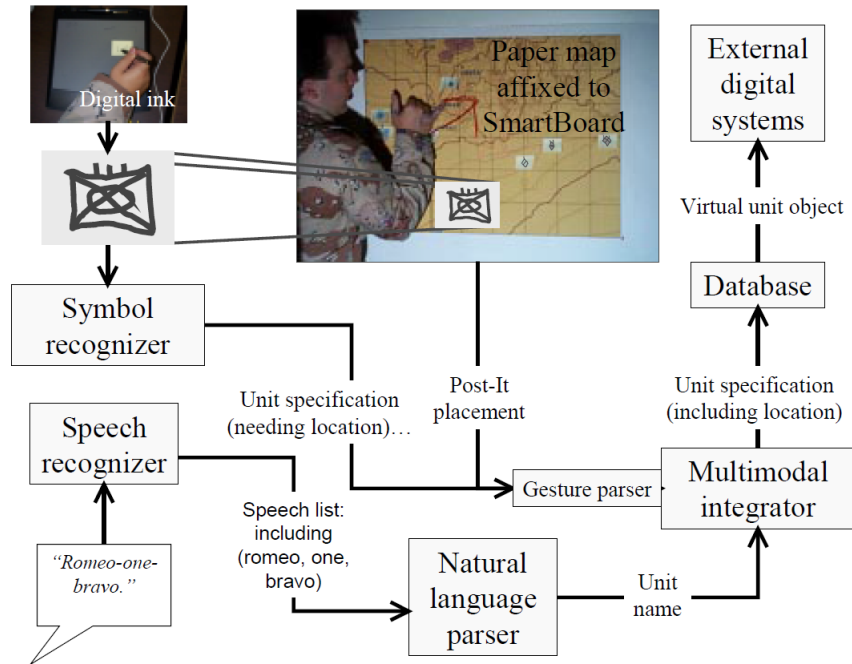 Digital ink
Paper map
affixed to
SmartBoard
External
digital
systems
Virtual unit object
Database
Symbol
recognizer
Unit specification
(needing location)…
Post-It
placement
Unit specification
(including location)
Speech
recognizer
Gesture parser
Multimodal
integrator
Speech list:
including
(romeo, one,
bravo)
“Romeo-one-
bravo.”
Natural
language
parser
Unit
name